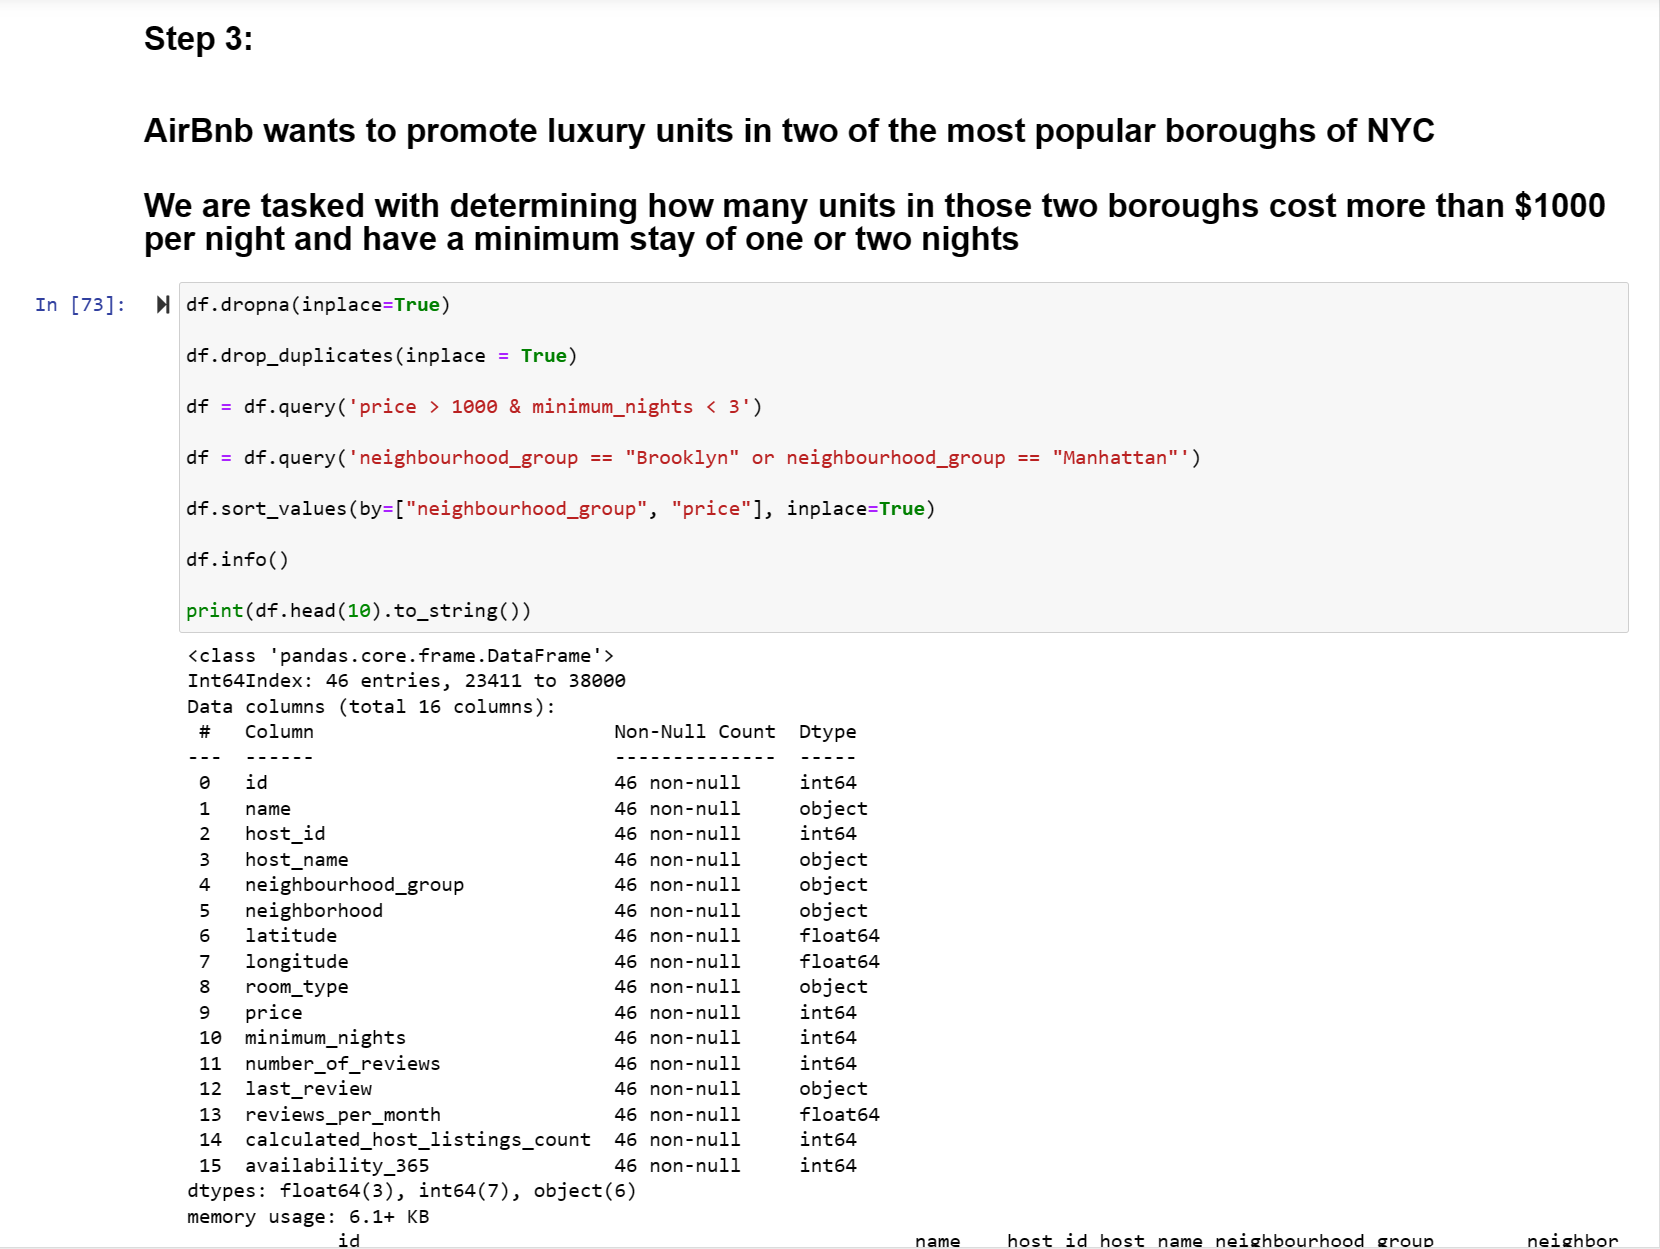 Step 3:
AirBnb wants to promote luxury units in two of the most popular boroughs of NYC
We are tasked with determining how many units in those two boroughs cost more than $1000
per night and have a minimum stay of one or two nights
In [73]:
df.dropna(inplace=True)
df.drop_duplicates(inplace = True)
df = df.query('price > 1000 & minimum_nights < 3')
df = df.query('neighbourhood_group == "Brooklyn" or neighbourhood_group == "Manhattan"')
df.sort_values(by=["neighbourhood_group", "price"], inplace=True)
df.info()
print(df.head(10).to_string())
<class 'pandas.core.frame.DataFrame'>
Int64Index: 46 entries, 23411 to 38000
Data columns (total 16 columns):
 #   Column                          Non-Null Count  Dtype
---  ------                          --------------  -----
 0   id                              46 non-null     int64
 1   name                            46 non-null     object
 2   host_id                         46 non-null     int64
 3   host_name                       46 non-null     object
 4   neighbourhood_group             46 non-null     object
 5   neighborhood                    46 non-null     object
 6   latitude                        46 non-null     float64
 7   longitude                       46 non-null     float64
 8   room_type                       46 non-null     object
 9   price                           46 non-null     int64
 10  minimum_nights                  46 non-null     int64
 11  number_of_reviews               46 non-null     int64
 12  last_review                     46 non-null     object
 13  reviews_per_month               46 non-null     float64
 14  calculated_host_listings_count  46 non-null     int64
 15  availability_365                46 non-null     int64
dtypes: float64(3), int64(7), object(6)
memory usage: 6.1+ KB
id name host_id host_name neighbourhood_group neighbor